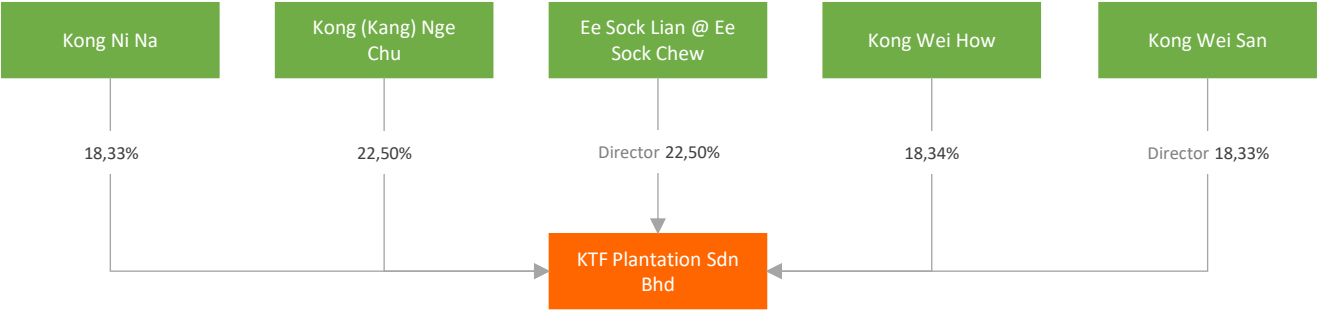 Kong Ni Na
Kong (Kang) Nge
Chu
Ee Sock Lian @ Ee
Sock Chew
Kong Wei How
Kong Wei San
18,33%
22,50%
Director 22,50%
18,34%
Director 18,33%
KTF Plantation Sdn
Bhd